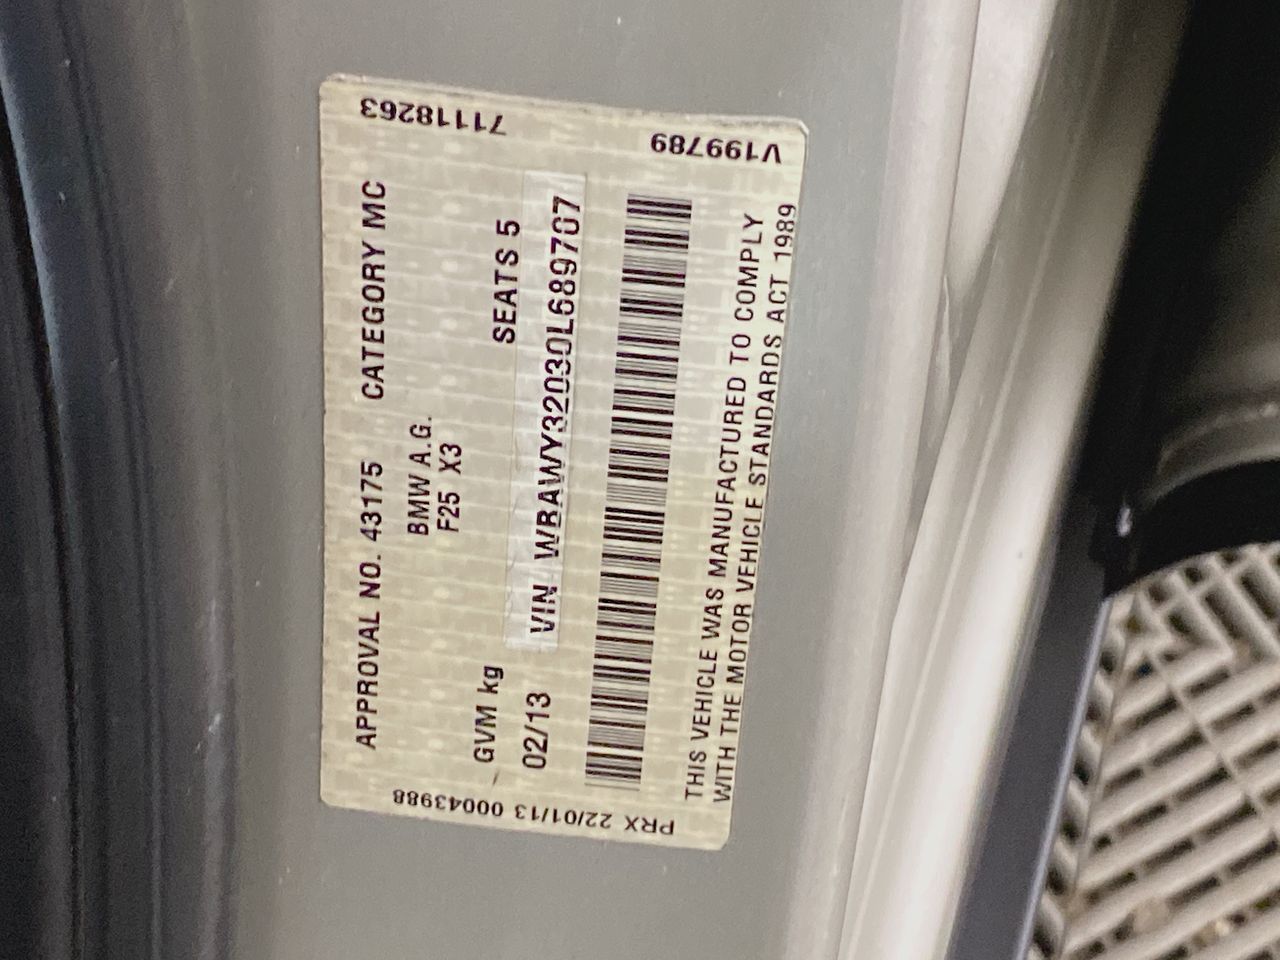 APPROVAL NO. 43175 CATEGORY MC
BMW A.G.
F25 X3
GVM kg SEATS 5
02/13 VIN WBAWY32030L689707
THIS VEHICLE WAS MANUFACTURED TO COMPLY
WITH THE MOTOR VEHICLE STANDARDS ACT 1989
71118263
V199789
PRX 22/01/13 00043988